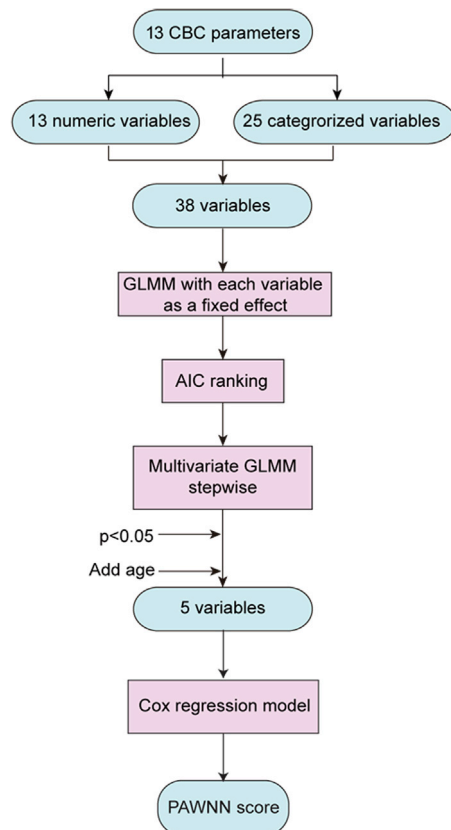 13 CBC parameters
13 numeric variables
25 categrorized variables
38 variables
GLMM with each variable
as a fixed effect
AIC ranking
Multivariate GLMM
stepwise
p<0.05
Add age
5 variables
Cox regression model
PAWNN score